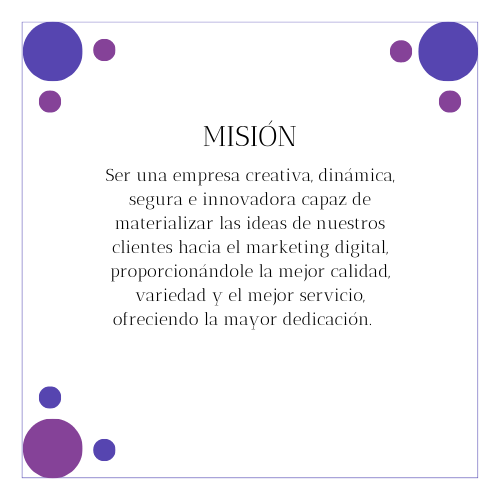 MISIÓN
Ser una empresa creativa, dinámica,
segura e innovadora capaz de
materializar las ideas de nuestros
clientes hacia el marketing digital,
proporcionándole la mejor calidad,
variedad y el mejor servicio,
ofreciendo la mayor dedicación.